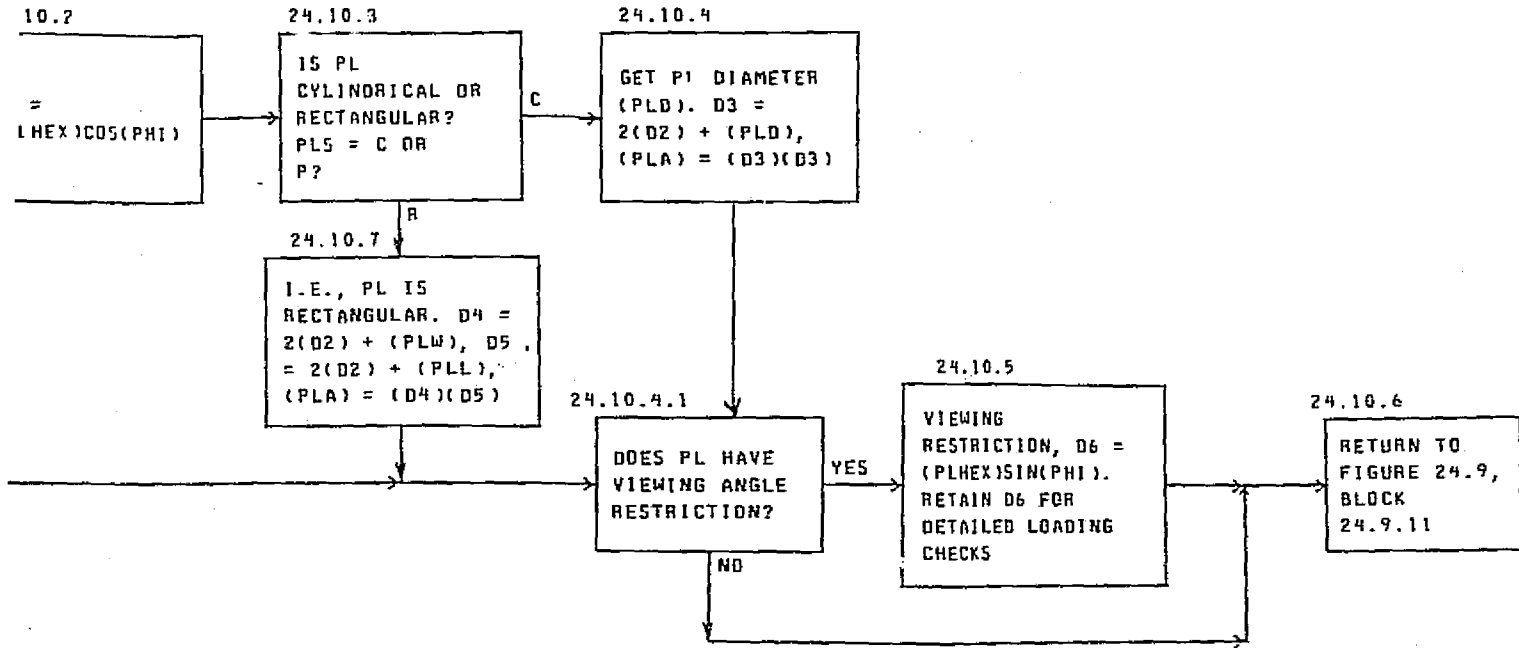 10.2
=
LHEX)COS(PHI)
24.10.3
IS PL
CYLINDRICAL OR
RECTANGULAR?
PLS = C OR
P?
C
R
24.10.4
GET PL DIAMETER
(PLD). D3 =
2(D2) + (PLD),
(PLA) = (D3)(D3)
24.10.7
I.E., PL IS
RECTANGULAR. D4 =
2(D2) + (PLW), D5
= 2(D2) + (PLL),
(PLA) = (D4)(D5)
24.10.4.1
DOES PL HAVE
VIEWING ANGLE
RESTRICTION?
YES
NO
24.10.5
VIEWING
RESTRICTION, D6 =
(PLHEX)SIN(PHI).
RETAIN D6 FOR
DETAILED LOADING
CHECKS
24.10.6
RETURN TO
FIGURE 24.9,
BLOCK
24.9.11